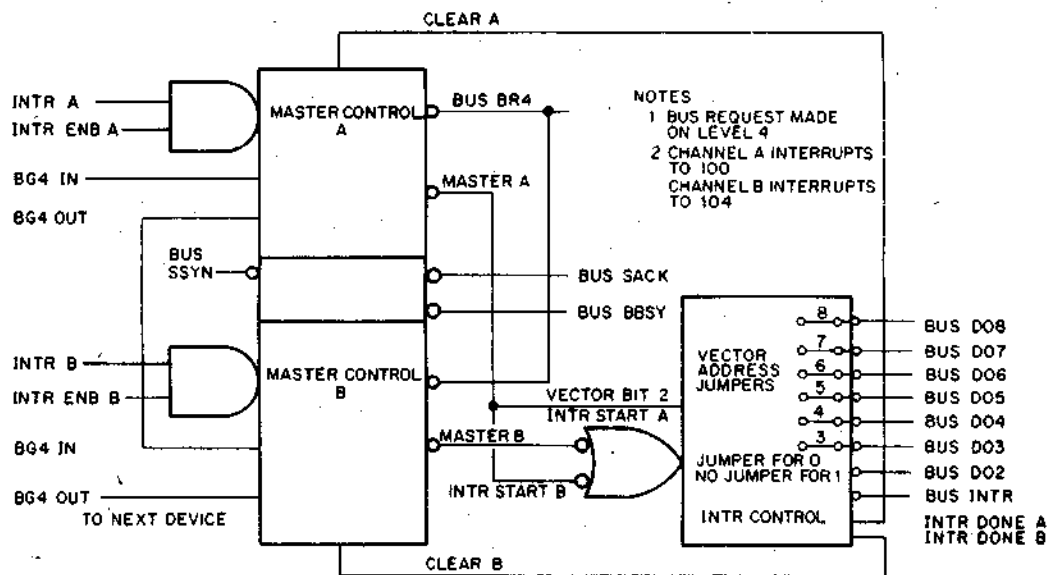 CLEAR A
INTR A
INTR ENB A
BG4 IN
BG4 OUT
BUS
SSYN
INTR B
INTR ENB B
BG4 IN
BG4 OUT
TO NEXT DEVICE
MASTER CONTROL
A
MASTER CONTROL
B
BUS BR4
MASTER A
BUS SACK
BUS BBSY
VECTOR BIT 2
INTR START A
MASTER B
INTR START B
CLEAR B
NOTES
1 BUS REQUEST MADE
ON LEVEL 4
2 CHANNEL A INTERRUPTS
TO 100
CHANNEL B INTERRUPTS
TO 104
VECTOR
ADDRESS
JUMPERS
8
7
6
5
4
3
JUMPER FOR 0
NO JUMPER FOR 1
INTR CONTROL
BUS D08
BUS D07
BUS D06
BUS D05
BUS D04
BUS D03
BUS D02
BUS INTR
INTR DONE A
INTR DONE B